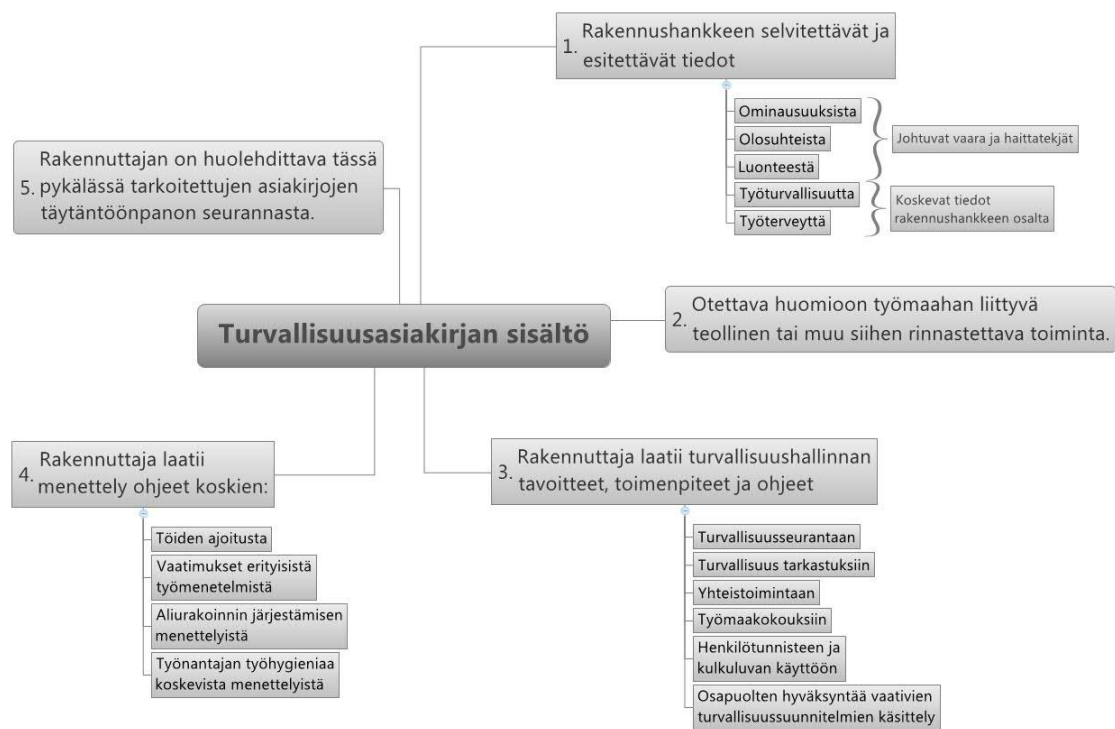 Turvallisuusasiakirjan sisältö
1. Rakennushankkeen selvitettävät ja
esitettävät tiedot
Ominausuuksista
Olosuhteista
Luonteestä
Johtuvat vaara ja haittatekjät
Työturvallisuutta
Työterveyttä
Koskevat tiedot
rakennushankkeen osalta
2. Otettava huomioon työmaahan liittyvä
teollinen tai muu siihen rinnastettava toiminta.
3. Rakennuttaja laatii turvallisuushallinnan
tavoitteet, toimenpiteet ja ohjeet
Turvallisuusseurantaan
Turvallisuus tarkastuksiin
Yhteistoimintaan
Työmaakokouksiin
Henkilötunnisteen ja
kulkuluvan käyttöön
Osapuolten hyväksyntää vaativien
turvallisuussuunnitelmien käsittely
4. Rakennuttaja laatii
menettely ohjeet koskien:
Töiden ajoitusta
Vaatimukset erityisistä
työmenetelmistä
Aliurakoinnin järjestämisen
menettelyistä
Työnantajan työhygieniaa
koskevista menettelyistä
5. Rakennuttajan on huolehdittava tässä
pykälässä tarkoitettujen asiakirjojen
täytäntöönpanon seurannasta.